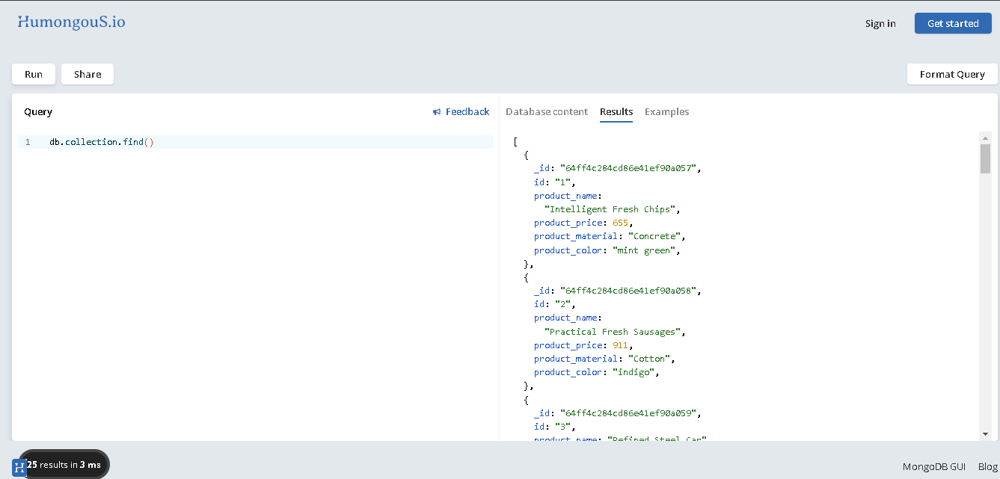 HumongouS.io
Sign in
Get started
Run
Share
Format Query
Query
Feedback
Database content
Results
Examples
1 db.collection.find()
[
{
_id: "64ff4c284cd86e41ef90a057",
id: "1",
product_name:
"Intelligent Fresh Chips",
product_price: 655,
product_material: "Concrete",
product_color: "mint green",
},
{
_id: "64ff4c284cd86e41ef90a058",
id: "2",
product_name:
"Practical Fresh Sausages",
product_price: 911,
product_material: "Cotton",
product_color: "indigo",
},
{
_id: "64ff4c284cd86e41ef90a059",
id: "3",
product_name: "Refined Steel Car"
H
25 results in 3 ms
MongoDB GUI
Blog